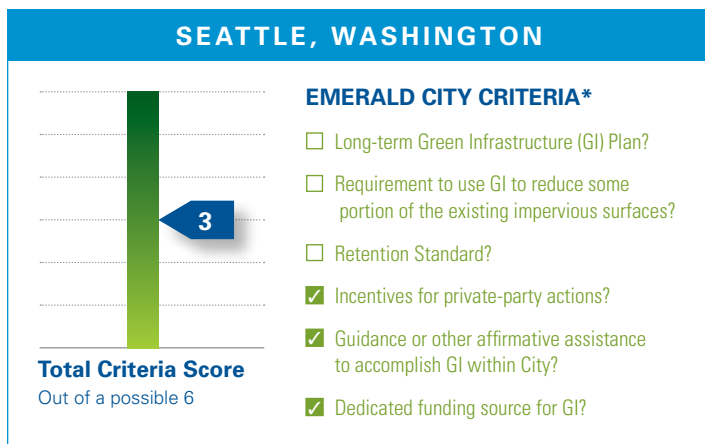 SEATTLE, WASHINGTON
3
Total Criteria Score
Out of a possible 6
EMERALD CITY CRITERIA*
Long-term Green Infrastructure (GI) Plan?
Requirement to use GI to reduce some
portion of the existing impervious surfaces?
Retention Standard?
Incentives for private-party actions?
Guidance or other affirmative assistance
to accomplish GI within City?
Dedicated funding source for GI?